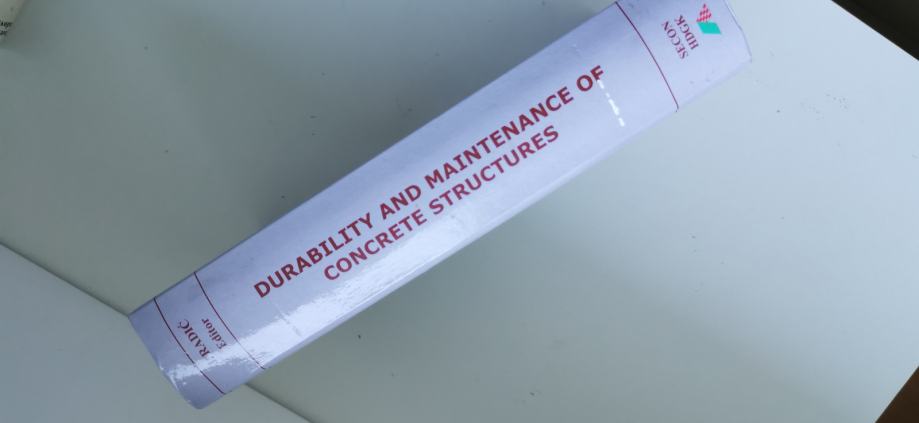 RADIĆ
Editor
DURABILITY AND MAINTENANCE OF
CONCRETE STRUCTURES
SECON
HDGK